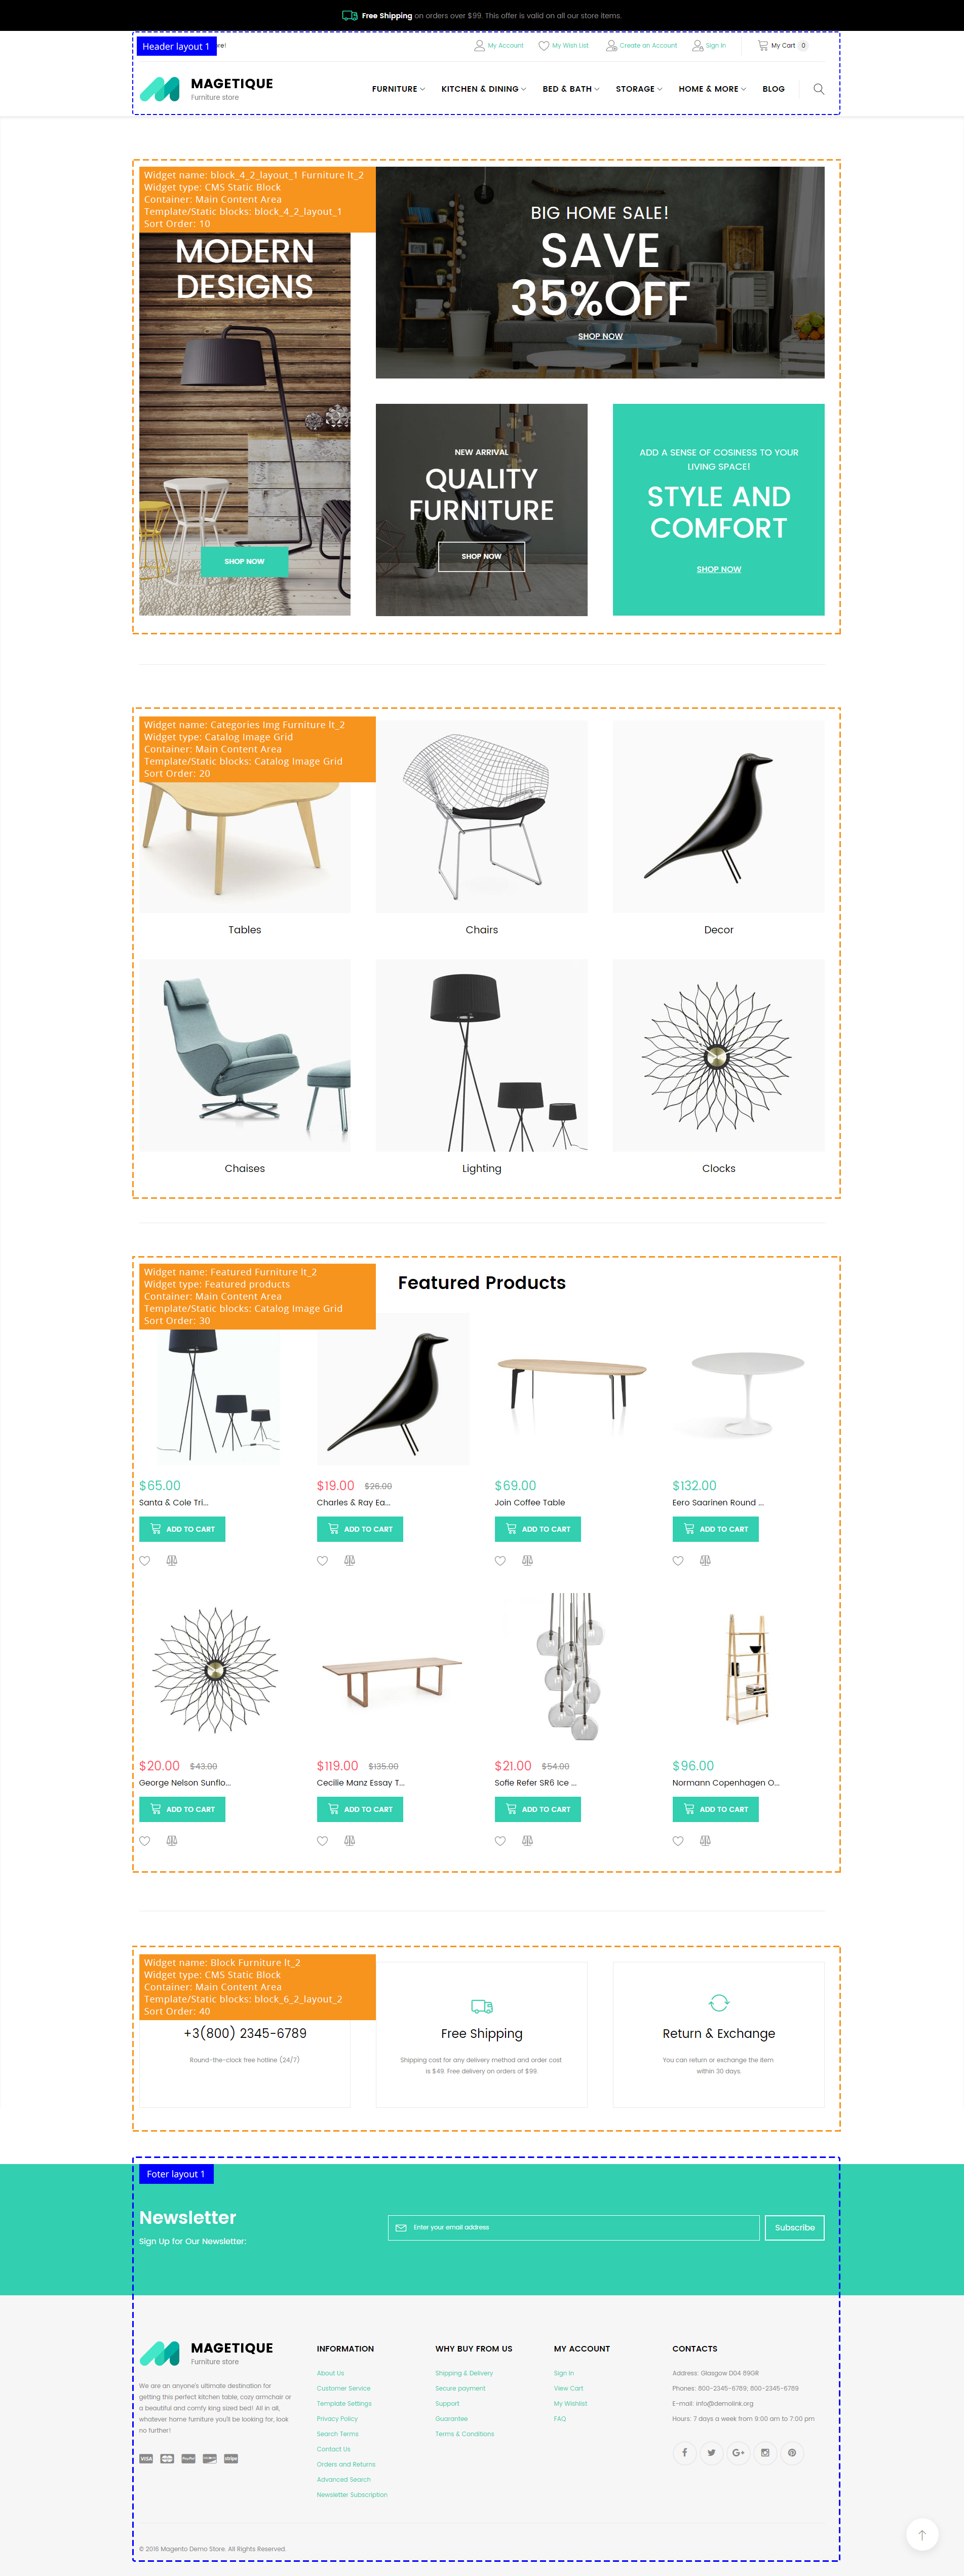 Free Shipping on orders over $99. This offer is valid on all our store items.
Header layout 1
ore!
My Account
My Wish List
Create an Account
Sign In
My Cart 0
MAGETIQUE
Furniture store
FURNITURE
KITCHEN & DINING
BED & BATH
STORAGE
HOME & MORE
BLOG
Widget name: block_4_2_layout_1 Furniture lt_2
Widget type: CMS Static Block
Container: Main Content Area
Template/Static blocks: block_4_2_layout_1
Sort Order: 10
MODERN
DESIGNS
SHOP NOW
BIG HOME SALE!
SAVE
35%OFF
SHOP NOW
NEW ARRIVAL
QUALITY
FURNITURE
SHOP NOW
ADD A SENSE OF COSINESS TO YOUR
LIVING SPACE!
STYLE AND
COMFORT
SHOP NOW
Widget name: Categories Img Furniture lt_2
Widget type: Catalog Image Grid
Container: Main Content Area
Template/Static blocks: Catalog Image Grid
Sort Order: 20
Tables
Chairs
Decor
Chaises
Lighting
Clocks
Widget name: Featured Furniture lt_2
Widget type: Featured products
Container: Main Content Area
Template/Static blocks: Catalog Image Grid
Sort Order: 30
Featured Products
$65.00
Santa & Cole Tri...
ADD TO CART
$19.00 $26.00
Charles & Ray Ea...
ADD TO CART
$69.00
Join Coffee Table
ADD TO CART
$132.00
Eero Saarinen Round ...
ADD TO CART
$20.00 $43.00
George Nelson Sunflo...
ADD TO CART
$119.00 $135.00
Cecilie Manz Essay T...
ADD TO CART
$21.00 $54.00
Sofie Refer SR6 Ice ...
ADD TO CART
$96.00
Normann Copenhagen O...
ADD TO CART
Widget name: Block Furniture lt_2
Widget type: CMS Static Block
Container: Main Content Area
Template/Static blocks: block_6_2_layout_2
Sort Order: 40
+3(800) 2345-6789
Round-the-clock free hotline (24/7)
Free Shipping
Shipping cost for any delivery method and order cost
is $49. Free delivery on orders of $99.
Return & Exchange
You can return or exchange the item
within 30 days.
Foter layout 1
Newsletter
Sign Up for Our Newsletter:
Enter your email address
Subscribe
MAGETIQUE
Furniture store
We are an anyone's ultimate destination for
getting this perfect kitchen table, cozy armchair or
a beautiful and comfy king sized bed! All in all,
whatever home furniture you'll be looking for, look
no further!
VISA
PayPal
stripe
INFORMATION
About Us
Customer Service
Template Settings
Privacy Policy
Search Terms
Contact Us
Orders and Returns
Advanced Search
Newsletter Subscription
WHY BUY FROM US
Shipping & Delivery
Secure payment
Support
Guarantee
Terms & Conditions
MY ACCOUNT
Sign In
View Cart
My Wishlist
FAQ
CONTACTS
Address: Glasgow D04 89GR
Phones: 800-2345-6789, 800-2345-6789
E-mail: info@demolink.org
Hours: 7 days a week from 9:00 am to 7:00 pm
© 2016 Magento Demo Store. All Rights Reserved.